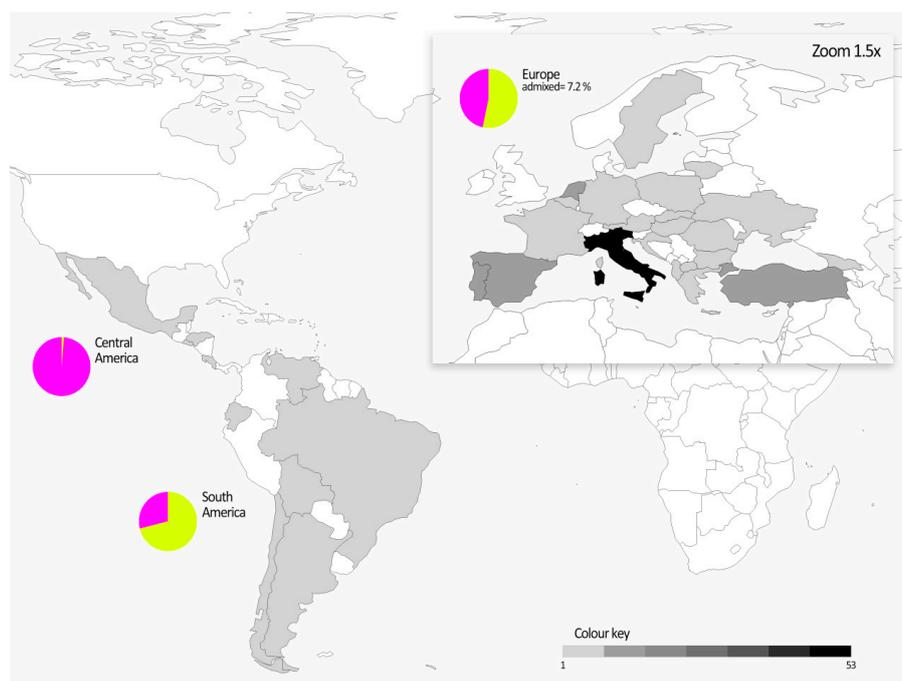 Zoom 1.5x
Europe
admixed= 7.2 %
Central
America
South
America
Colour key
1
53